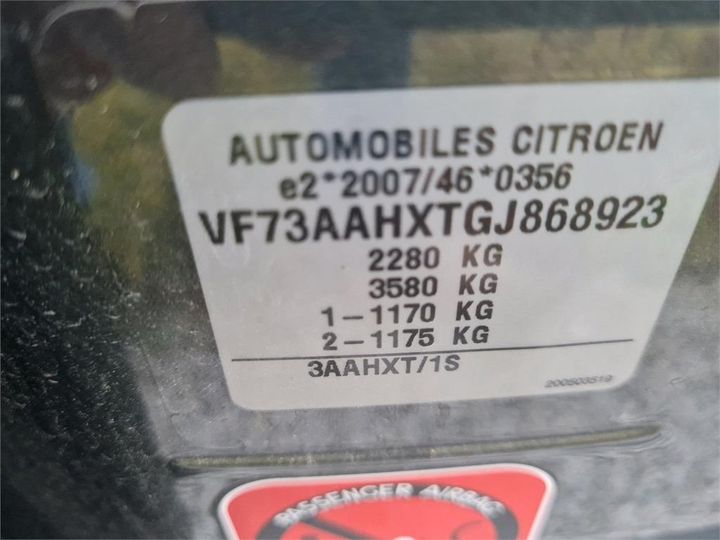 AUTOMOBILES CITROEN
e2*2007/46*0356
VF73AAHXTGJ868923
2280 KG
3580 KG
1-1170 KG
2-1175 KG
3AAHXT/1S
200503519
PASSENGER AIRBAG